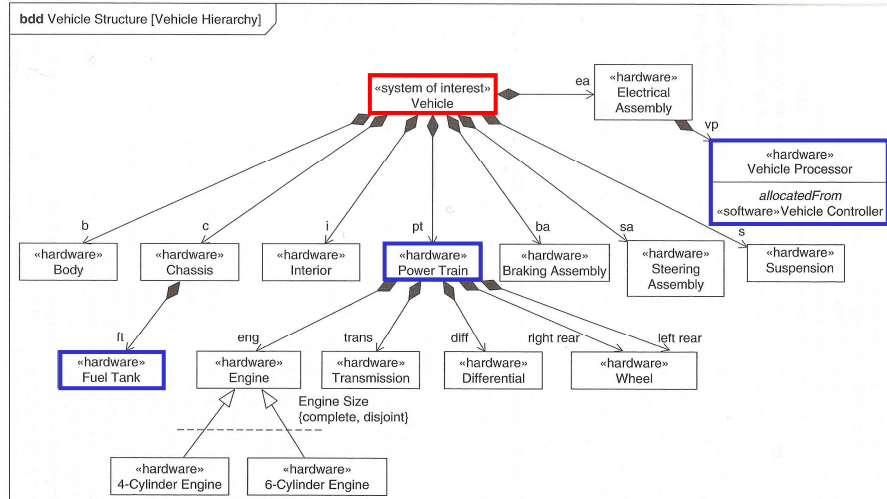 bdd Vehicle Structure [Vehicle Hierarchy]
«system of interest»
Vehicle
ea
«hardware»
Electrical
Assembly
vp
«hardware»
Vehicle Processor
allocatedFrom
«software»Vehicle Controller
b
c
i
pt
ba
sa
s
«hardware»
Body
«hardware»
Chassis
«hardware»
Interior
«hardware»
Power Train
«hardware»
Braking Assembly
«hardware»
Steering
Assembly
«hardware»
Suspension
ft
eng
trans
diff
right rear
left rear
«hardware»
Fuel Tank
«hardware»
Engine
«hardware»
Transmission
«hardware»
Differential
«hardware»
Wheel
Engine Size
{complete, disjoint}
«hardware»
4-Cylinder Engine
«hardware»
6-Cylinder Engine